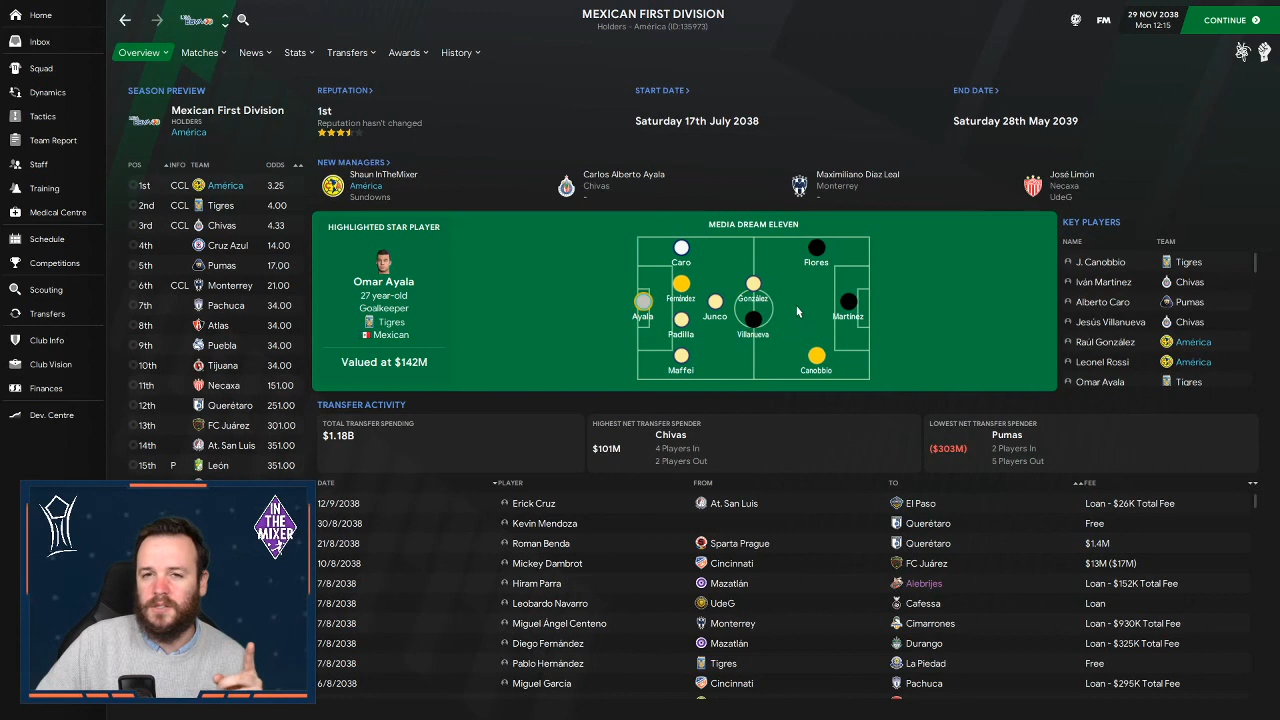 Home
Inbox
Squad
Dynamics
Tactics
Team Report
Staff
Training
Medical Centre
Schedule
Competitions
Scouting
Transfers
Club Info
Club Vision
Finances
Dev. Centre
MEXICAN FIRST DIVISION
Holders - América (ID:135973)
FM
29 NOV 2038
Mon 12:15
CONTINUE
Overview
Matches
News
Stats
Transfers
Awards
History
SEASON PREVIEW
Mexican First Division
HOLDERS
América
REPUTATION>
1st
Reputation hasn't changed
START DATE>
Saturday 17th July 2038
END DATE>
Saturday 28th May 2039
NEW MANAGERS >
Shaun InTheMixer
América
Sundowns
Carlos Alberto Ayala
Chivas
-
Maximiliano Díaz Leal
Monterrey
-
José Limón
Necaxa
UdeG
POS INFO TEAM ODDS
1st CCL América 3.25
2nd CCL Tigres 4.00
3rd CCL Chivas 4.33
4th Cruz Azul 14.00
5th Pumas 17.00
6th CCL Monterrey 21.00
7th Pachuca 34.00
8th Atlas 34.00
9th Puebla 34.00
10th Tijuana 34.00
11th Necaxa 151.00
12th Querétaro 251.00
13th FC Juárez 301.00
14th At. San Luis 351.00
15th P León 351.00
HIGHLIGHTED STAR PLAYER
Omar Ayala
27 year-old
Goalkeeper
Tigres
Mexican
Valued at $142M
MEDIA DREAM ELEVEN
Caro
Flores
Fernández
González
Ayala
Junco
Martínez
Padilla
Villanueva
Maffei
Canobbio
KEY PLAYERS
NAME TEAM
J. Canobbio Tigres
Iván Martínez Chivas
Alberto Caro Pumas
Jesús Villanueva Chivas
Raúl González América
Leonel Rossi América
Omar Ayala Tigres
TRANSFER ACTIVITY
TOTAL TRANSFER SPENDING
$1.18B
HIGHEST NET TRANSFER SPENDER
$101M
Chivas
4 Players In
2 Players Out
LOWEST NET TRANSFER SPENDER
($303M)
Pumas
2 Players In
5 Players Out
DATE PLAYER FROM TO FEE
12/9/2038 Erick Cruz At. San Luis El Paso Loan - $26K Total Fee
30/8/2038 Kevin Mendoza Querétaro Free
21/8/2038 Roman Benda Sparta Prague Querétaro $1.4M
10/8/2038 Mickey Dambrot Cincinnati FC Juárez $13M ($17M)
7/8/2038 Hiram Parra Mazatlán Alebrijes Loan - $152K Total Fee
7/8/2038 Leobardo Navarro UdeG Cafessa Loan
7/8/2038 Miguel Ángel Centeno Monterrey Cimarrones Loan - $930K Total Fee
7/8/2038 Diego Fernández Mazatlán Durango Loan - $325K Total Fee
7/8/2038 Pablo Hernández Tigres La Piedad Free
6/8/2038 Miguel García Cincinnati Pachuca Loan - $295K Total Fee
IN
THE
MIXER